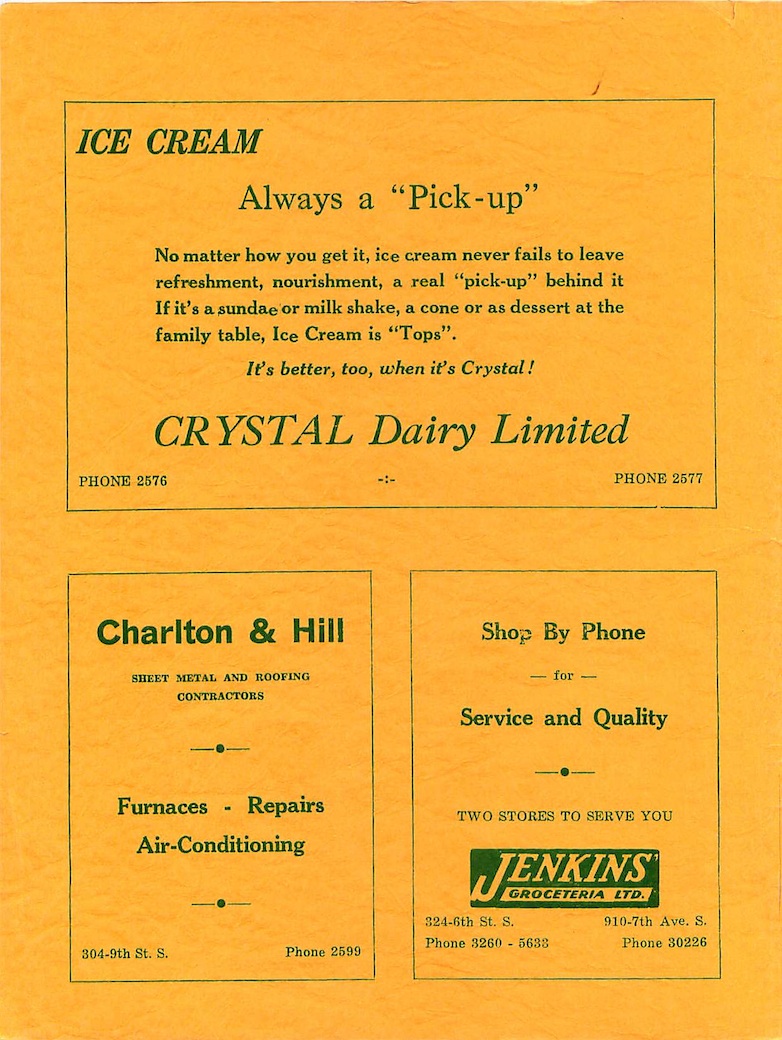 ICE CREAM
Always a "Pick-up"
No matter how you get it, ice cream never fails to leave
refreshment, nourishment, a real "pick-up" behind it
If it's a sundae or milk shake, a cone or as dessert at the
family table, Ice Cream is "Tops".
It's better, too, when it's Crystal!
CRYSTAL Dairy Limited
PHONE 2576 -:- PHONE 2577
Charlton & Hill
SHEET METAL AND ROOFING
CONTRACTORS
Furnaces - Repairs
Air-Conditioning
304-9th St. S. Phone 2599
Shop By Phone
— for —
Service and Quality
TWO STORES TO SERVE YOU
JENKINS'
GROCETERIA LTD.
324-6th St. S. 910-7th Ave. S.
Phone 3260 - 5633 Phone 30226